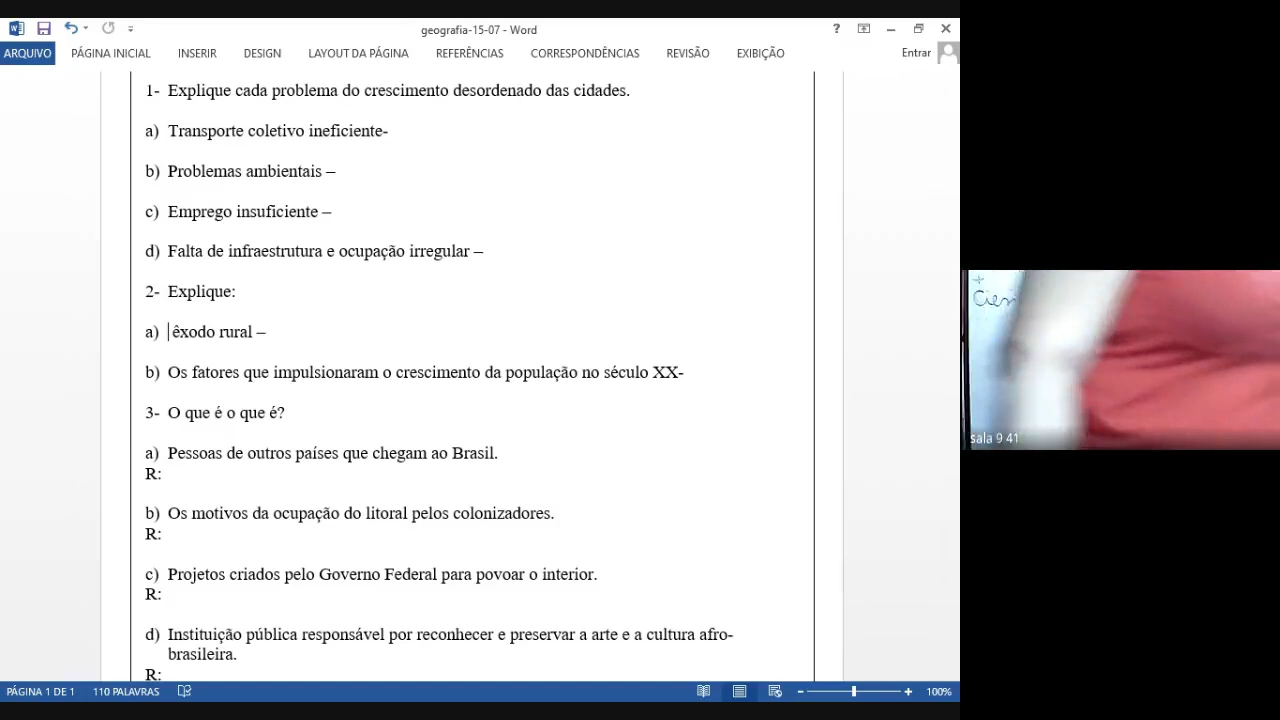 geografia-15-07 - Word
ARQUIVO PÁGINA INICIAL INSERIR DESIGN LAYOUT DA PÁGINA REFERÊNCIAS CORRESPONDÊNCIAS REVISÃO EXIBIÇÃO Entrar
1- Explique cada problema do crescimento desordenado das cidades.
a) Transporte coletivo ineficiente-
b) Problemas ambientais –
c) Emprego insuficiente –
d) Falta de infraestrutura e ocupação irregular –
2- Explique:
a) êxodo rural –
b) Os fatores que impulsionaram o crescimento da população no século XX-
3- O que é o que é?
a) Pessoas de outros países que chegam ao Brasil.
R:
b) Os motivos da ocupação do litoral pelos colonizadores.
R:
c) Projetos criados pelo Governo Federal para povoar o interior.
R:
d) Instituição pública responsável por reconhecer e preservar a arte e a cultura afro-
brasileira.
R:
PÁGINA 1 DE 1 110 PALAVRAS 100%
sala 9 41